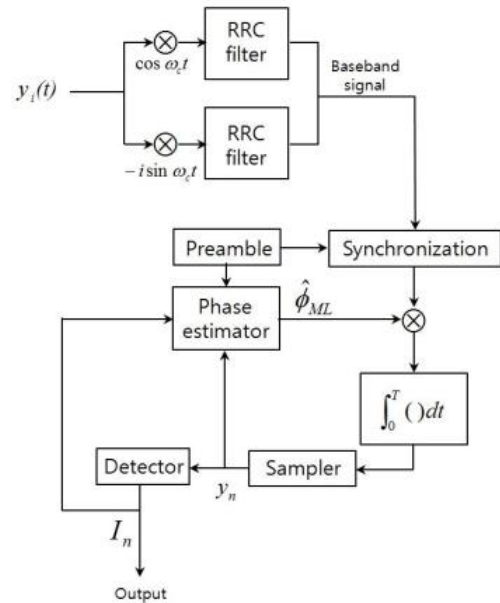 RRC
filter
cos ω_c t
Baseband
signal
y_i(t)
RRC
filter
−i sin ω_c t
Preamble
Synchronization
Phase
estimator
ϕ̂_ML
∫_0^T ( )dt
Detector
Sampler
y_n
I_n
Output